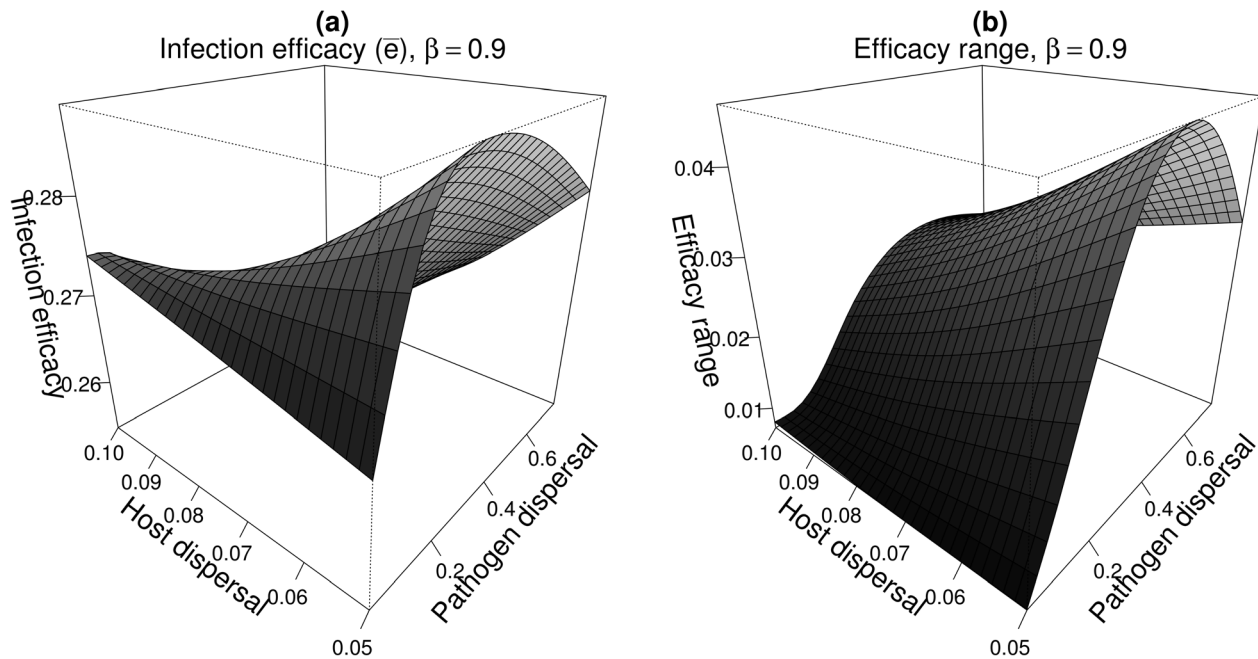 (a)
Infection efficacy (e̅), β = 0.9
0.28
0.27
0.26
Infection efficacy
0.10
0.09
0.08
0.07
0.06
0.05
Host dispersal
0.2
0.4
0.6
Pathogen dispersal
(b)
Efficacy range, β = 0.9
0.04
0.03
0.02
0.01
Efficacy range
0.10
0.09
0.08
0.07
0.06
0.05
Host dispersal
0.2
0.4
0.6
Pathogen dispersal